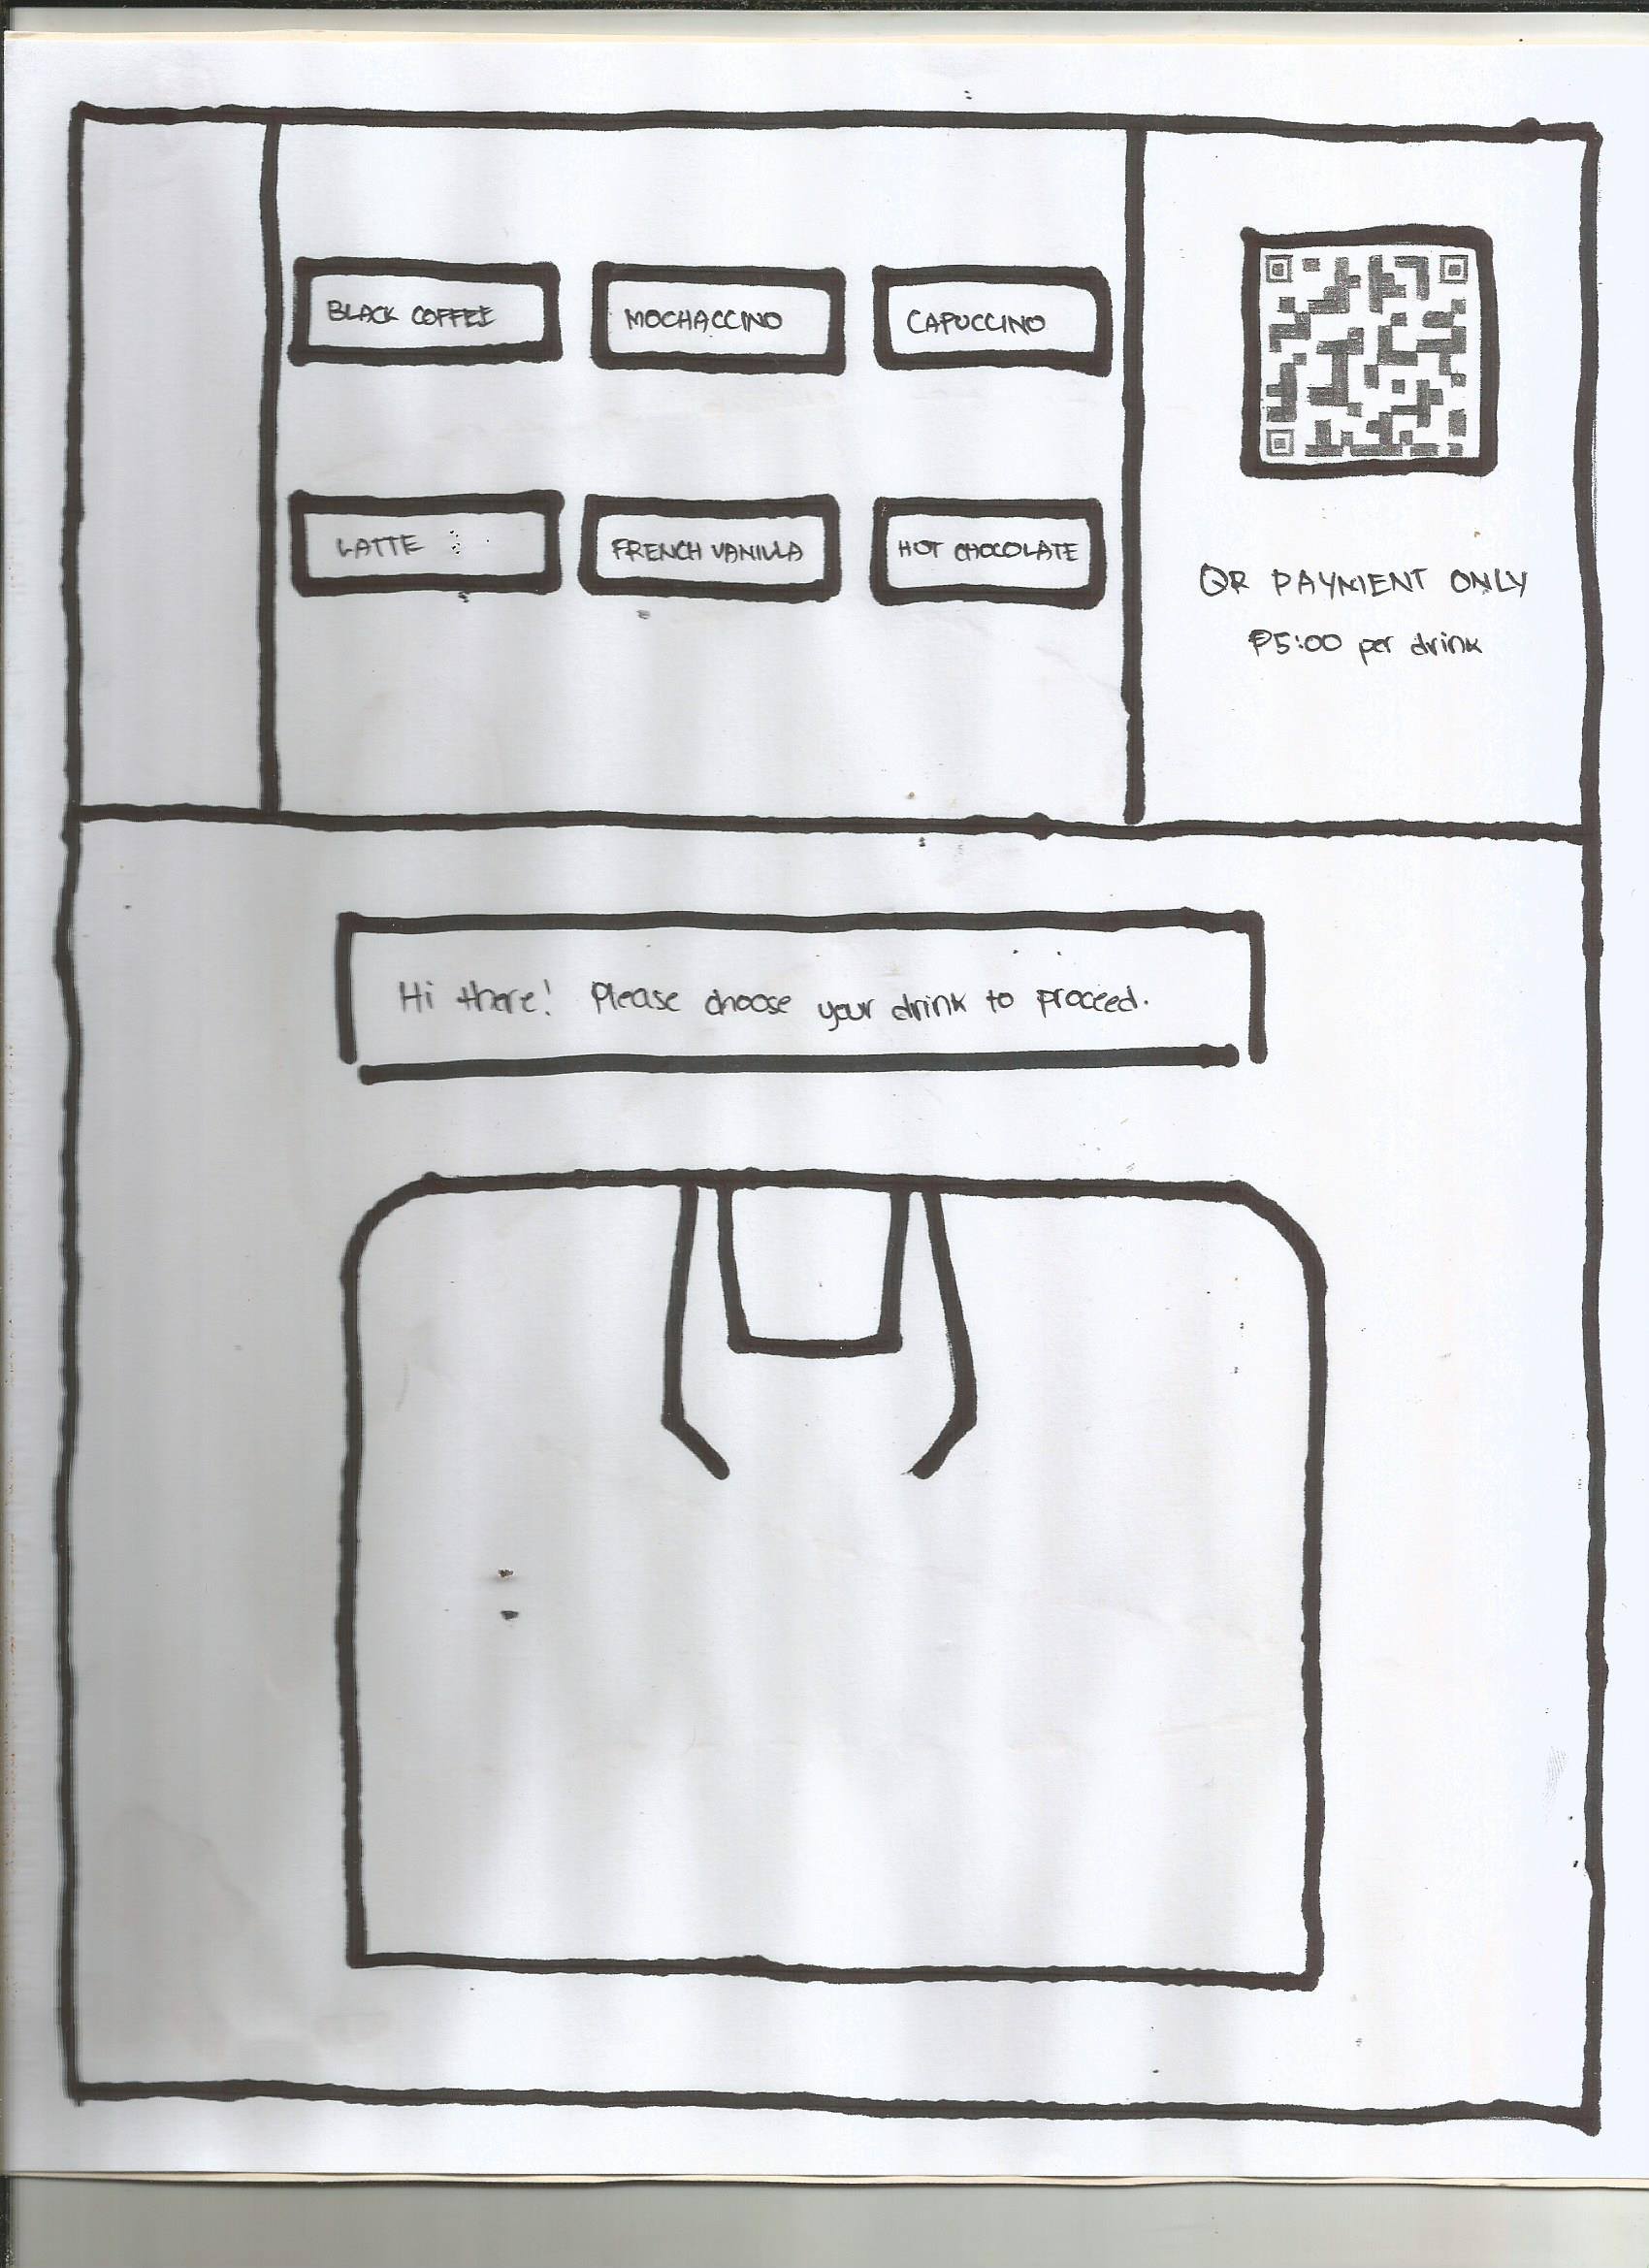 BLACK COFFEE
MOCHACCINO
CAPUCCINO
LATTE
FRENCH VANILLA
HOT CHOCOLATE
QR PAYMENT ONLY
₱5:00 per drink
Hi there! Please choose your drink to proceed.